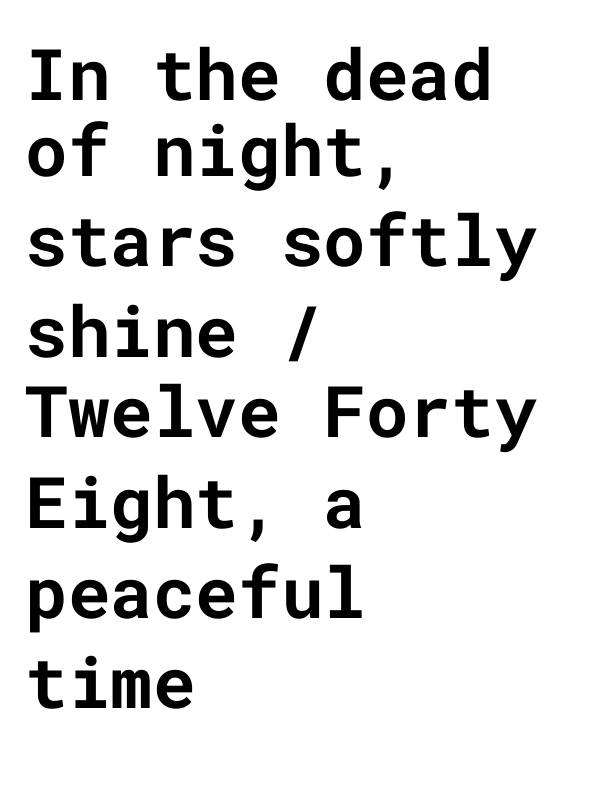 In the dead
of night,
stars softly
shine /
Twelve Forty
Eight, a
peaceful
time